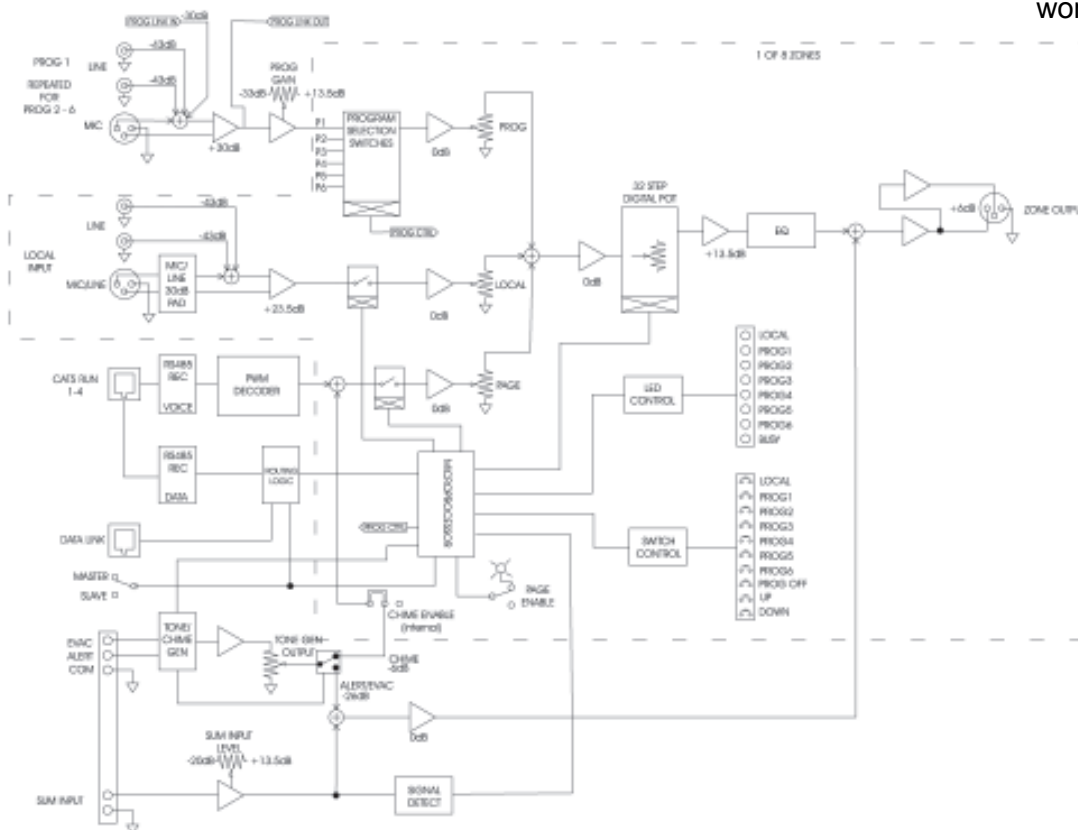 wor
PROG LINK IN
-30dB
PROG LINK OUT
-43dB
PROG 1
LINE
-43dB
REPEATED
FOR
PROG 2 - 6
MIC
+30dB
PROG
GAIN
-33dB
+13.5dB
1 OF 8 ZONES
P1
P2
P3
P4
P5
P6
PROGRAM
SELECTION
SWITCHES
0dB
PROG
PROG CTRL
LOCAL
INPUT
LINE
-43dB
-43dB
MIC/LINE
MIC/
LINE
30dB
PAD
+23.5dB
0dB
LOCAL
0dB
32 STEP
DIGITAL POT
+13.5dB
EQ
+6dB
ZONE OUTPU
CAT5 RUN
1-4
RS485
REC
VOICE
PWM
DECODER
0dB
PAGE
RS485
REC
DATA
ROUTING
LOGIC
MICROPROCESSOR
PROG CTRL
LED
CONTROL
LOCAL
PROG1
PROG2
PROG3
PROG4
PROG5
PROG6
BUSY
DATA LINK
MASTER
SLAVE
SWITCH
CONTROL
LOCAL
PROG1
PROG2
PROG3
PROG4
PROG5
PROG6
PROG OFF
UP
DOWN
PAGE
ENABLE
CHIME ENABLE
(internal)
EVAC
ALERT
COM
TONE/
CHIME
GEN
TONE GEN
OUTPUT
CHIME
-6dB
ALERT/EVAC
-26dB
0dB
SUM INPUT
LEVEL
-20dB
+13.5dB
SUM INPUT
SIGNAL
DETECT